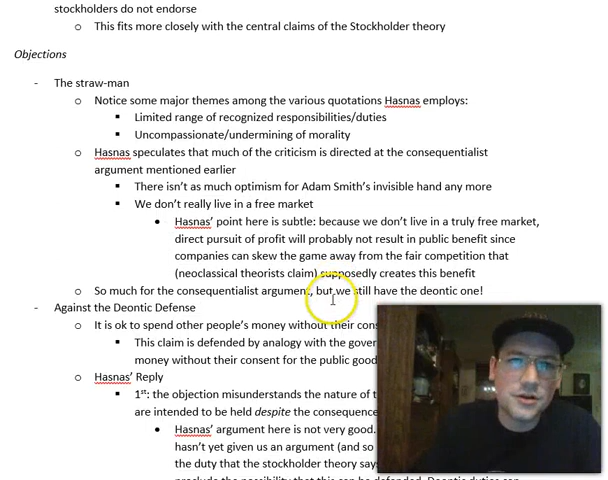 stockholders do not endorse
o This fits more closely with the central claims of the Stockholder theory
Objections
- The straw-man
o Notice some major themes among the various quotations Hasnas employs:
▪ Limited range of recognized responsibilities/duties
▪ Uncompassionate/undermining of morality
o Hasnas speculates that much of the criticism is directed at the consequentialist
argument mentioned earlier
▪ There isn't as much optimism for Adam Smith's invisible hand any more
▪ We don't really live in a free market
• Hasnas' point here is subtle: because we don't live in a truly free market,
direct pursuit of profit will probably not result in public benefit since
companies can skew the game away from the fair competition that
(neoclassical theorists claim) supposedly creates this benefit
o So much for the consequentialist argument, but we still have the deontic one!
- Against the Deontic Defense
o It is ok to spend other people's money without their
▪ This claim is defended by analogy with the
money without their consent for the public good
o Hasnas' Reply
▪ 1st: the objection misunderstands the nature of
are intended to be held despite the
• Hasnas' argument here is not very good.
hasn't yet given us an argument (and so
the duty that the stockholder theory